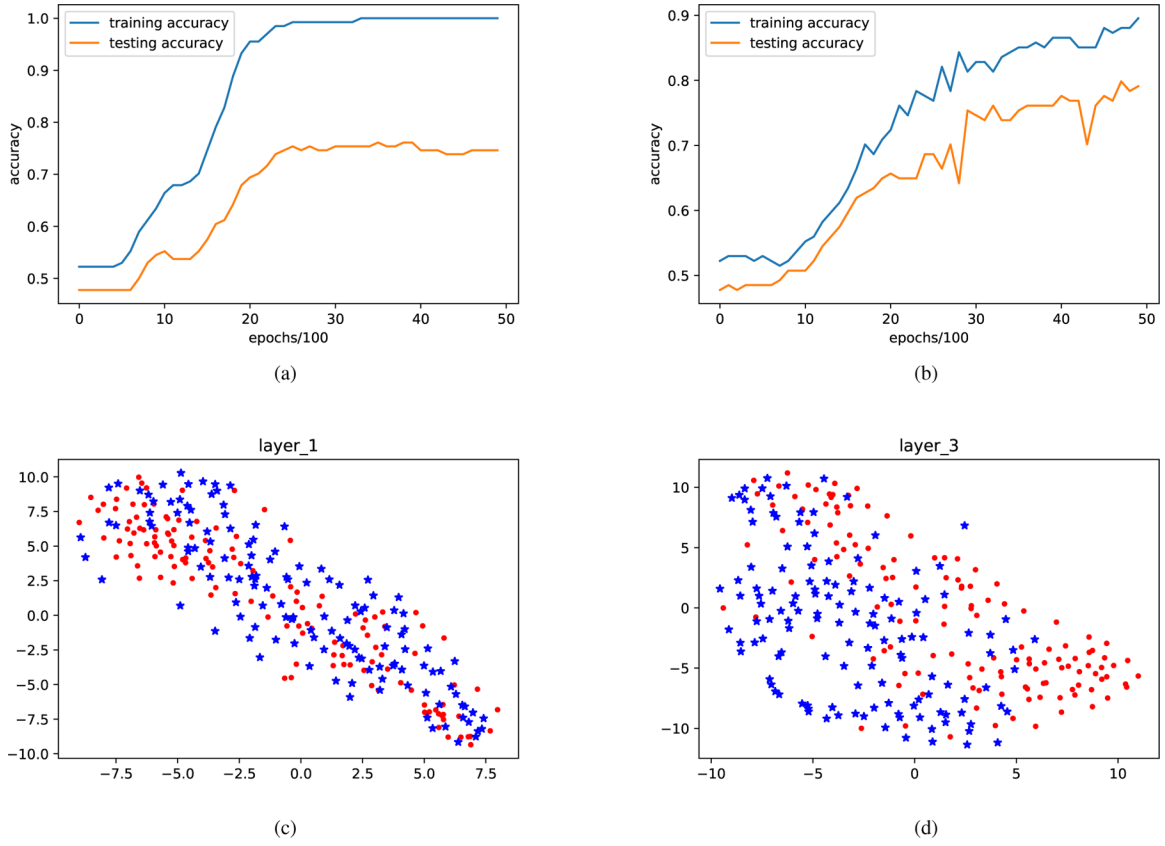 training accuracy
testing accuracy
1.0
0.9
0.8
0.7
0.6
0.5
accuracy
0 10 20 30 40 50
epochs/100
(a)
training accuracy
testing accuracy
0.9
0.8
0.7
0.6
0.5
accuracy
0 10 20 30 40 50
epochs/100
(b)
layer_1
10.0
7.5
5.0
2.5
0.0
−2.5
−5.0
−7.5
−10.0
−7.5 −5.0 −2.5 0.0 2.5 5.0 7.5
(c)
layer_3
10
5
0
−5
−10
−10 −5 0 5 10
(d)